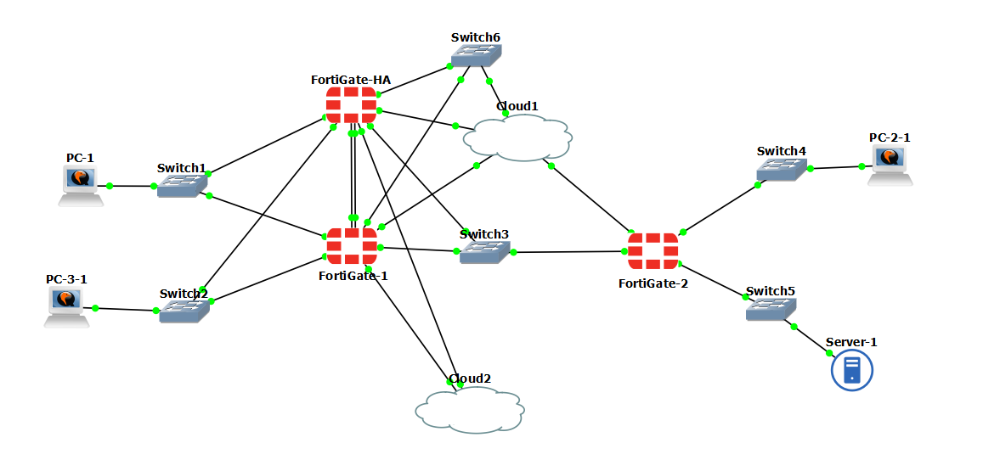 Switch6
FortiGate-HA
Cloud1
PC-2-1
Switch4
PC-1
Switch1
Switch3
FortiGate-1
FortiGate-2
PC-3-1
Switch2
Switch5
Server-1
Cloud2